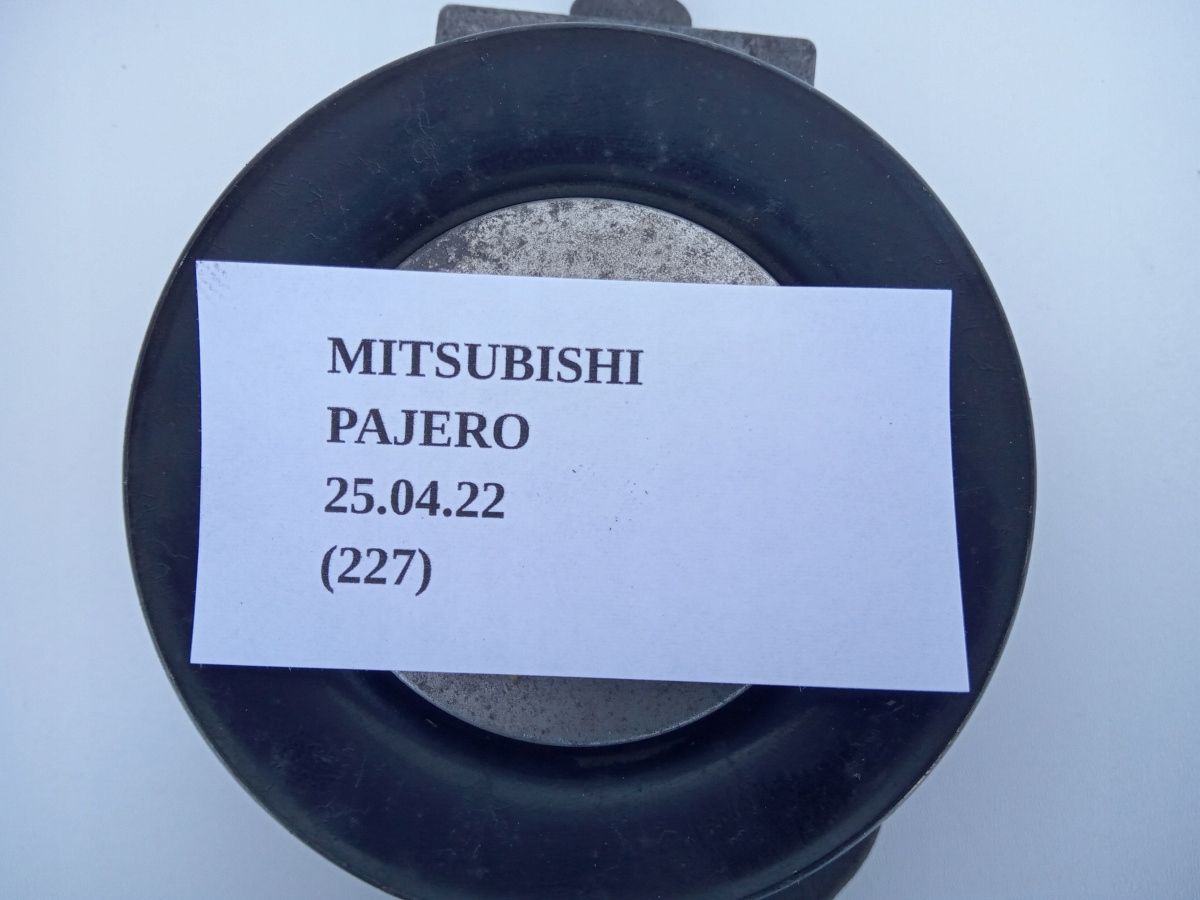 MITSUBISHI
PAJERO
25.04.22
(227)